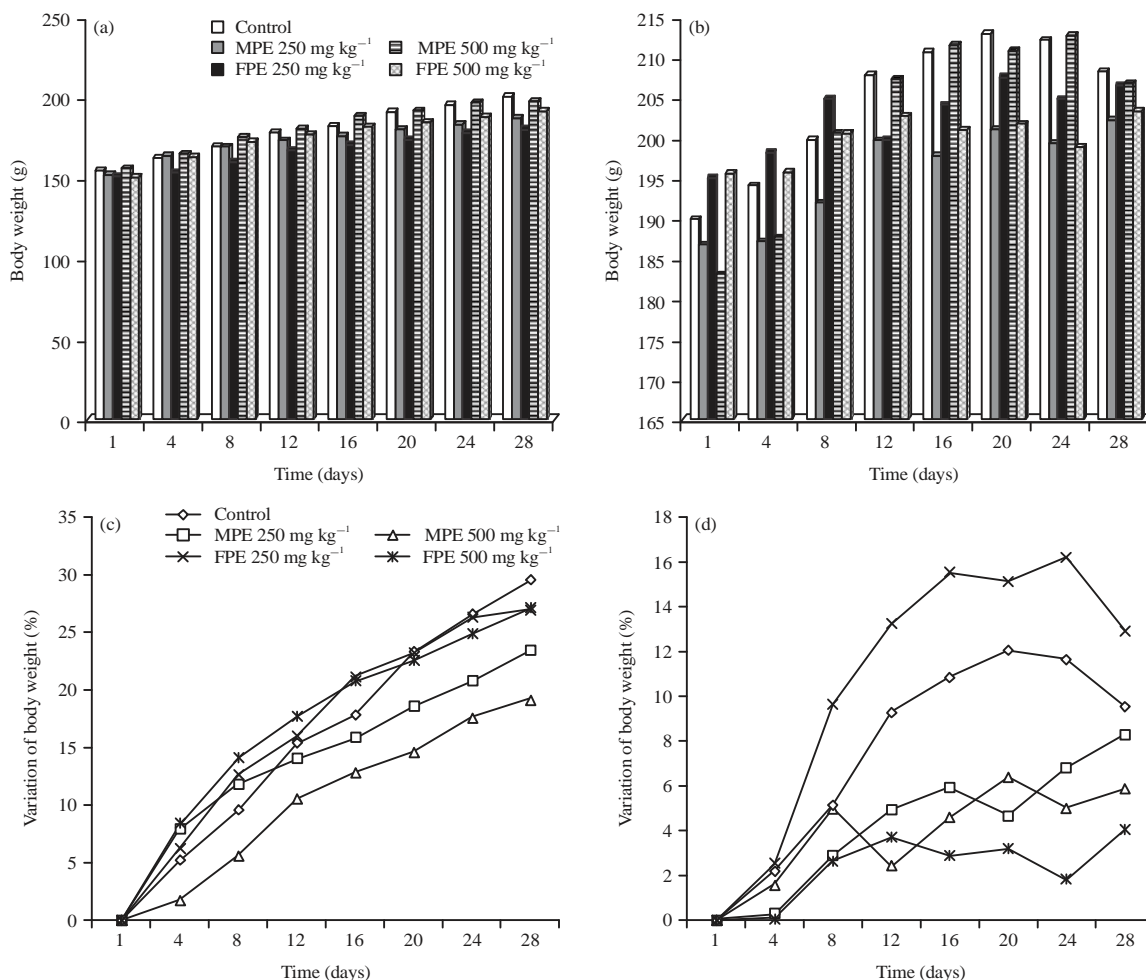 (a)
Control
MPE 250 mg kg⁻¹ MPE 500 mg kg⁻¹
FPE 250 mg kg⁻¹ FPE 500 mg kg⁻¹
250
200
150
100
50
0
Body weight (g)
1 4 8 12 16 20 24 28
Time (days)
(b)
215
210
205
200
195
190
185
180
175
170
165
Body weight (g)
1 4 8 12 16 20 24 28
Time (days)
(c)
Control
MPE 250 mg kg⁻¹ MPE 500 mg kg⁻¹
FPE 250 mg kg⁻¹ FPE 500 mg kg⁻¹
35
30
25
20
15
10
5
0
Variation of body weight (%)
1 4 8 12 16 20 24 28
Time (days)
(d)
18
16
14
12
10
8
6
4
2
0
Variation of body weight (%)
1 4 8 12 16 20 24 28
Time (days)